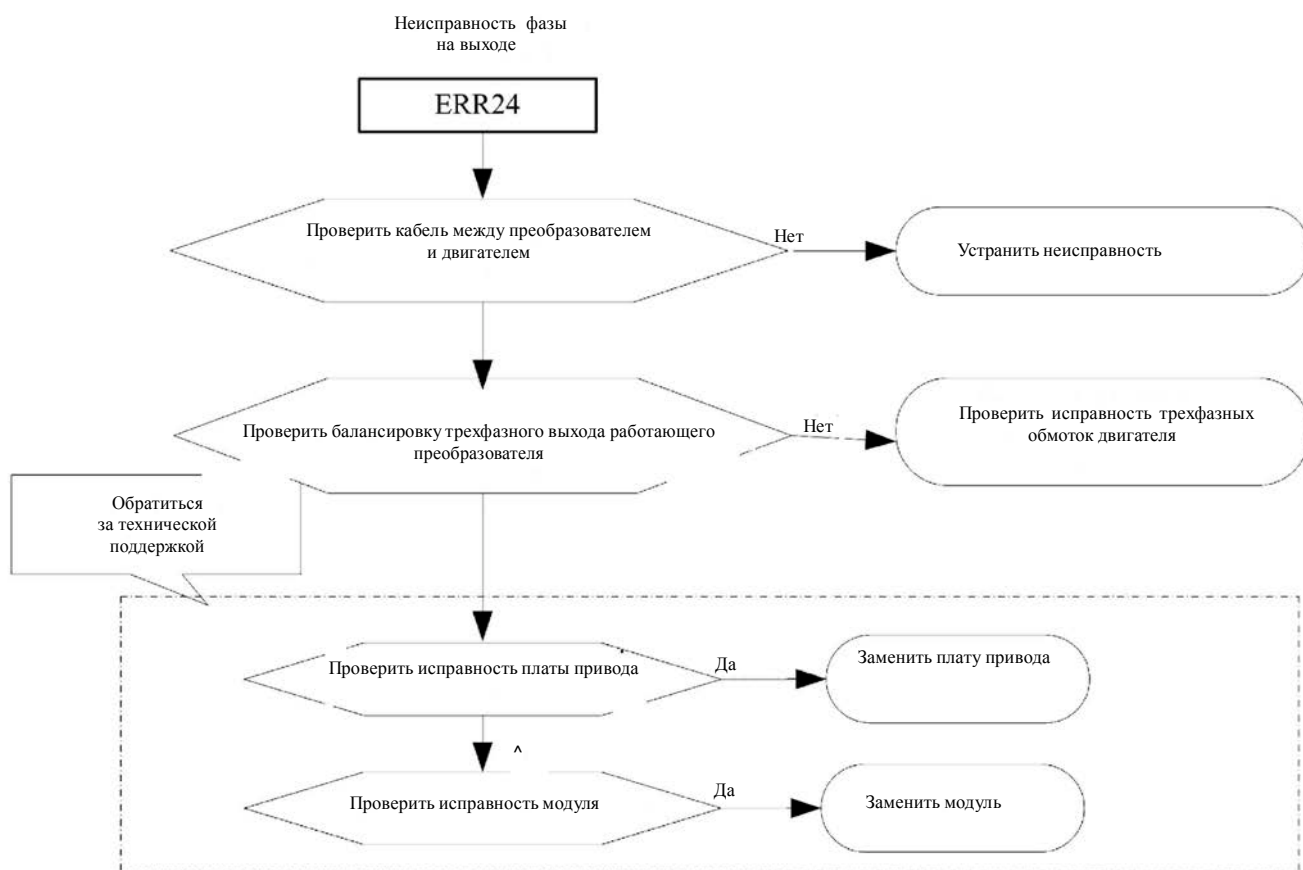 Неисправность фазы
на выходе
ERR24
Проверить кабель между преобразователем
и двигателем
Нет
Устранить неисправность
Проверить балансировку трехфазного выхода работающего
преобразователя
Нет
Проверить исправность трехфазных
обмоток двигателя
Обратиться
за технической
поддержкой
Проверить исправность платы привода
Да
Заменить плату привода
^
Проверить исправность модуля
Да
Заменить модуль